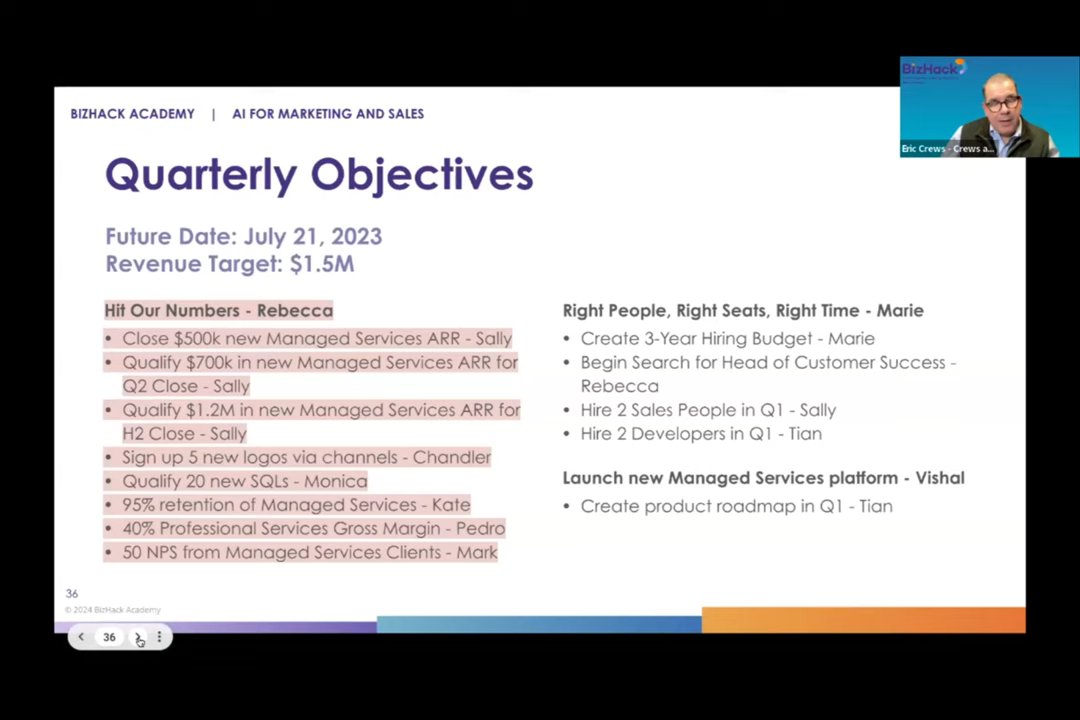 BIZHACK ACADEMY | AI FOR MARKETING AND SALES
BizHack
Eric Crews - Crews a...
Quarterly Objectives
Future Date: July 21, 2023
Revenue Target: $1.5M
Hit Our Numbers - Rebecca
• Close $500k new Managed Services ARR - Sally
• Qualify $700k in new Managed Services ARR for
Q2 Close - Sally
• Qualify $1.2M in new Managed Services ARR for
H2 Close - Sally
• Sign up 5 new logos via channels - Chandler
• Qualify 20 new SQLs - Monica
• 95% retention of Managed Services - Kate
• 40% Professional Services Gross Margin - Pedro
• 50 NPS from Managed Services Clients - Mark
Right People, Right Seats, Right Time - Marie
• Create 3-Year Hiring Budget - Marie
• Begin Search for Head of Customer Success -
Rebecca
• Hire 2 Sales People in Q1 - Sally
• Hire 2 Developers in Q1 - Tian
Launch new Managed Services platform - Vishal
• Create product roadmap in Q1 - Tian
36
© 2024 BizHack Academy
36